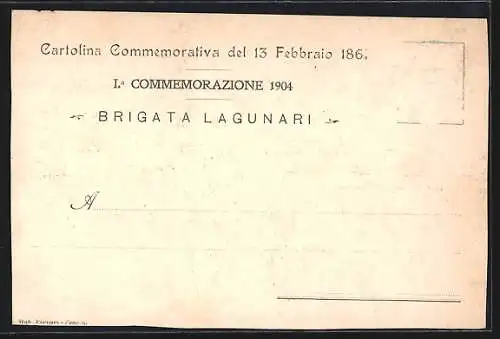 Cartolina Commemorativa del 13 Febbraio 186.
I.ª COMMEMORAZIONE 1904
BRIGATA LAGUNARI
A